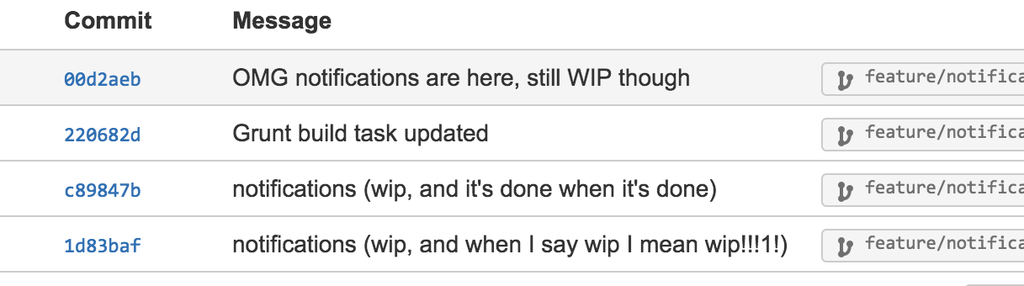 Commit Message
00d2aeb OMG notifications are here, still WIP though feature/notifica
220682d Grunt build task updated feature/notifica
c89847b notifications (wip, and it's done when it's done) feature/notifica
1d83baf notifications (wip, and when I say wip I mean wip!!!1!) feature/notifica